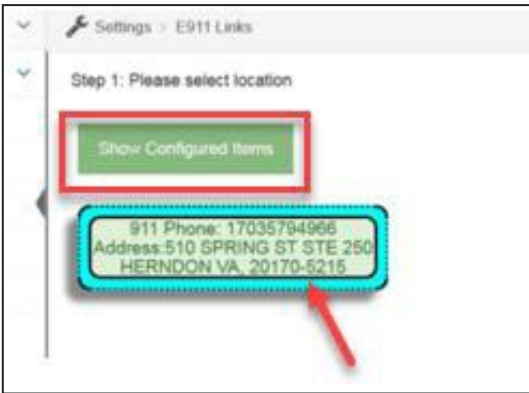 Settings > E911 Links
Step 1: Please select location
Show Configured Items
911 Phone: 17035794966
Address:510 SPRING ST STE 250
HERNDON VA, 20170-5215